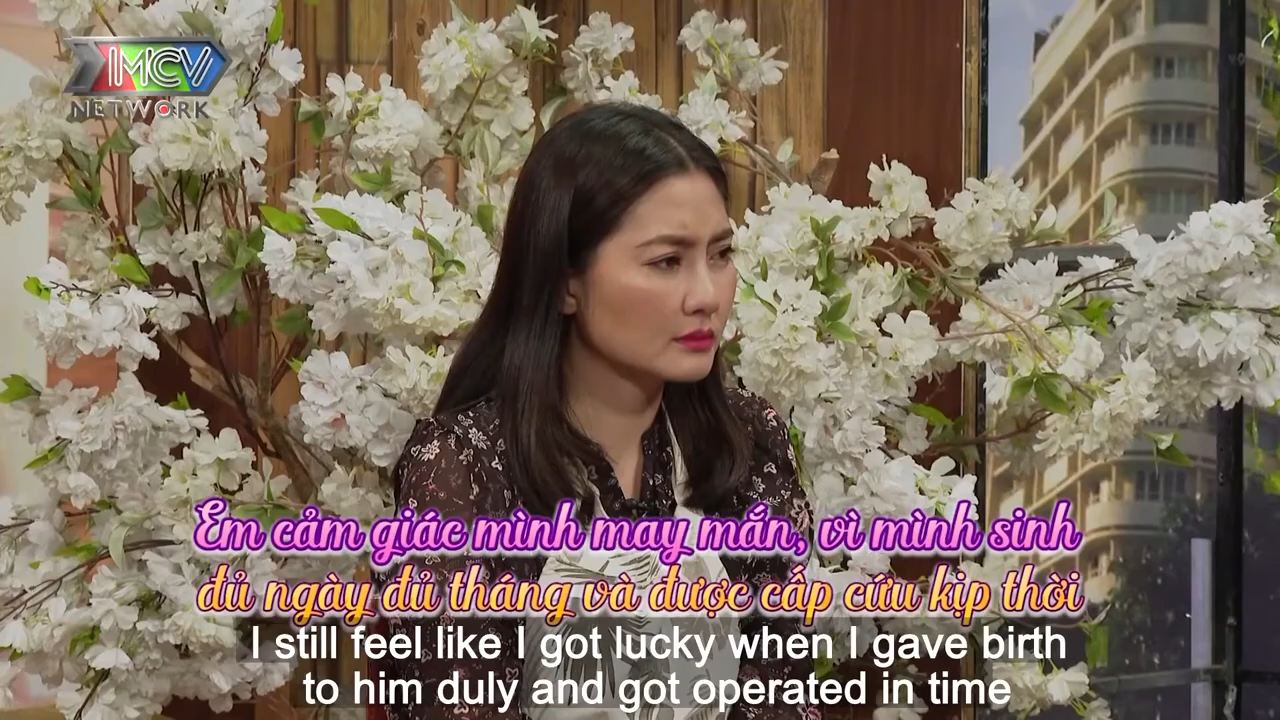 MCV
NETWORK
Em cảm giác mình may mắn, vì mình sinh
đủ ngày đủ tháng và được cấp cứu kịp thời
I still feel like I got lucky when I gave birth
to him duly and got operated in time